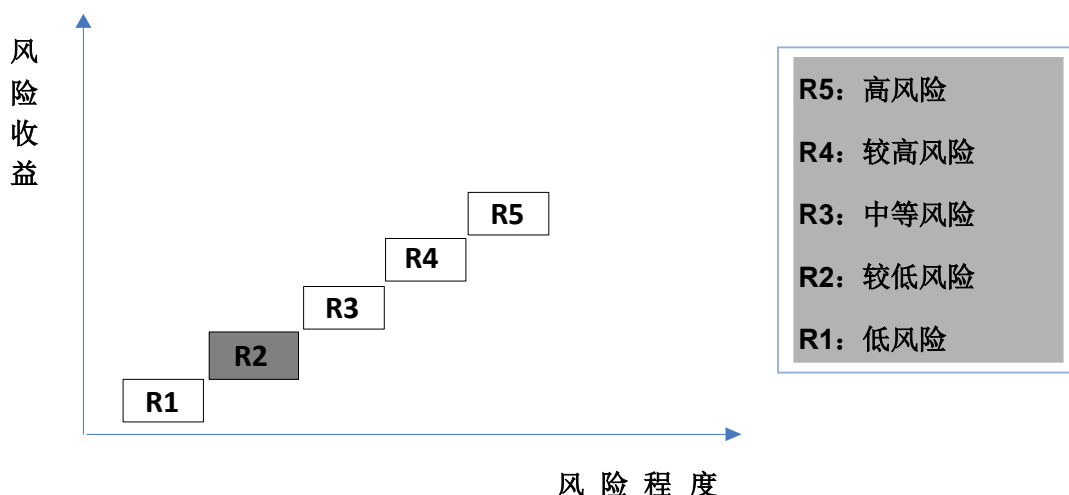 风
险
收
益
R5
R4
R3
R2
R1
风 险 程 度
R5：高风险
R4：较高风险
R3：中等风险
R2：较低风险
R1：低风险